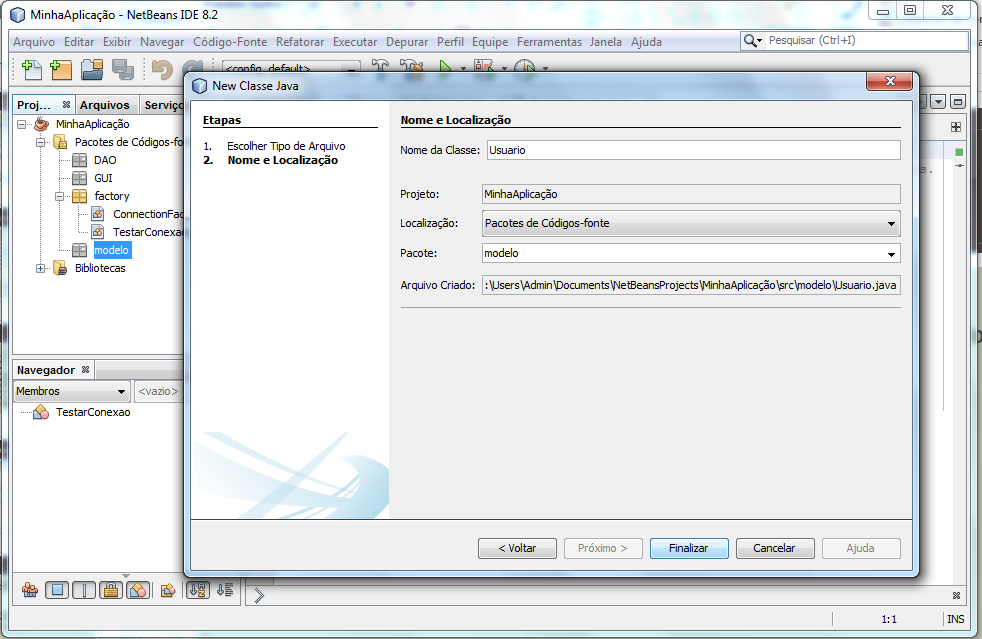 MinhaAplicação - NetBeans IDE 8.2
Arquivo Editar Exibir Navegar Código-Fonte Refatorar Executar Depurar Perfil Equipe Ferramentas Janela Ajuda
Pesquisar (Ctrl+I)
<config. default>
Proj... Arquivos Serviço
MinhaAplicação
Pacotes de Códigos-fo
DAO
GUI
factory
ConnectionFac
TestarConexao
modelo
Bibliotecas
Navegador
Membros
<vazio>
TestarConexao
New Classe Java
Etapas
1. Escolher Tipo de Arquivo
2. Nome e Localização
Nome e Localização
Nome da Classe: Usuario
Projeto: MinhaAplicação
Localização: Pacotes de Códigos-fonte
Pacote: modelo
Arquivo Criado: :\Users\Admin\Documents\NetBeansProjects\MinhaAplicação\src\modelo\Usuario.java
< Voltar
Próximo >
Finalizar
Cancelar
Ajuda
1:1
INS